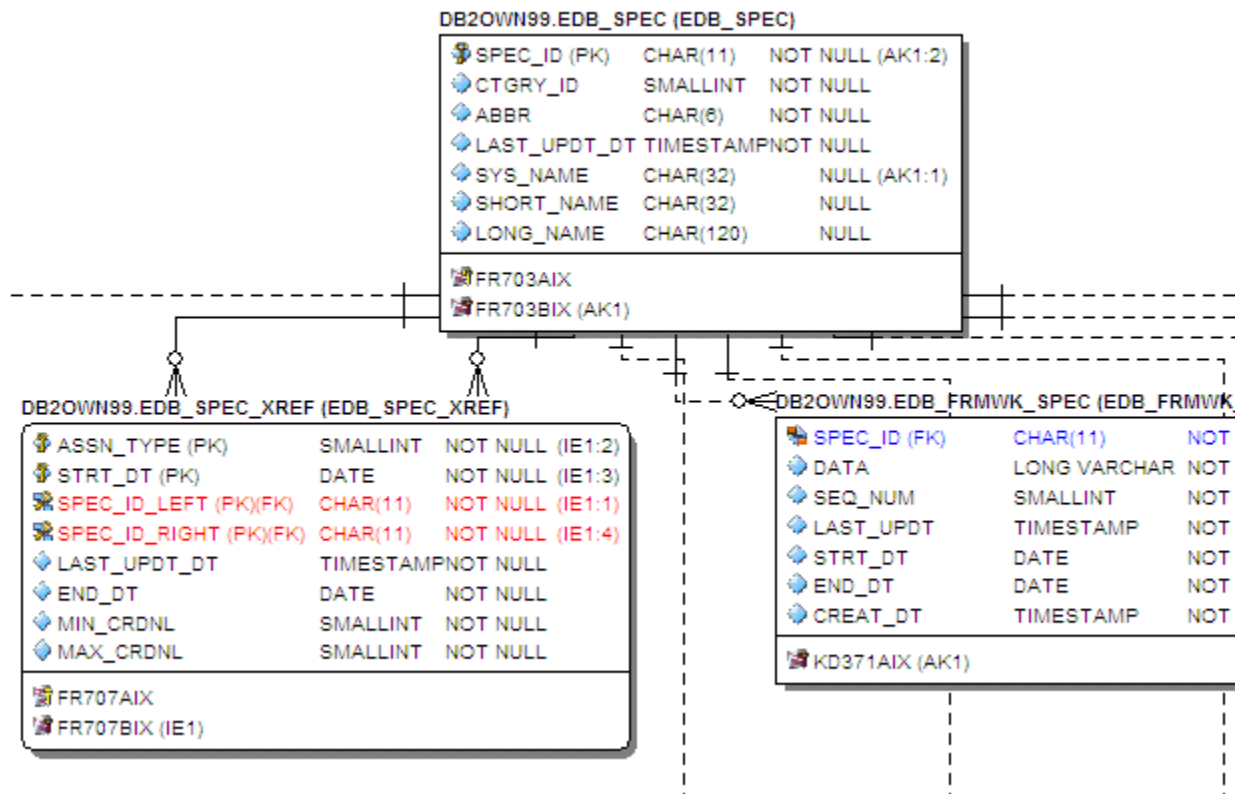 DB2OWN99.EDB_SPEC (EDB_SPEC)
SPEC_ID (PK) CHAR(11) NOT NULL (AK1:2)
CTGRY_ID SMALLINT NOT NULL
ABBR CHAR(6) NOT NULL
LAST_UPDT_DT TIMESTAMPNOT NULL
SYS_NAME CHAR(32) NULL (AK1:1)
SHORT_NAME CHAR(32) NULL
LONG_NAME CHAR(120) NULL
FR703AIX
FR703BIX (AK1)
DB2OWN99.EDB_SPEC_XREF (EDB_SPEC_XREF)
ASSN_TYPE (PK) SMALLINT NOT NULL (IE1:2)
STRT_DT (PK) DATE NOT NULL (IE1:3)
SPEC_ID_LEFT (PK)(FK) CHAR(11) NOT NULL (IE1:1)
SPEC_ID_RIGHT (PK)(FK) CHAR(11) NOT NULL (IE1:4)
LAST_UPDT_DT TIMESTAMPNOT NULL
END_DT DATE NOT NULL
MIN_CRDNL SMALLINT NOT NULL
MAX_CRDNL SMALLINT NOT NULL
FR707AIX
FR707BIX (IE1)
DB2OWN99.EDB_FRMWK_SPEC (EDB_FRMWK_
SPEC_ID (FK) CHAR(11) NOT
DATA LONG VARCHAR NOT
SEQ_NUM SMALLINT NOT
LAST_UPDT TIMESTAMP NOT
STRT_DT DATE NOT
END_DT DATE NOT
CREAT_DT TIMESTAMP NOT
KD371AIX (AK1)